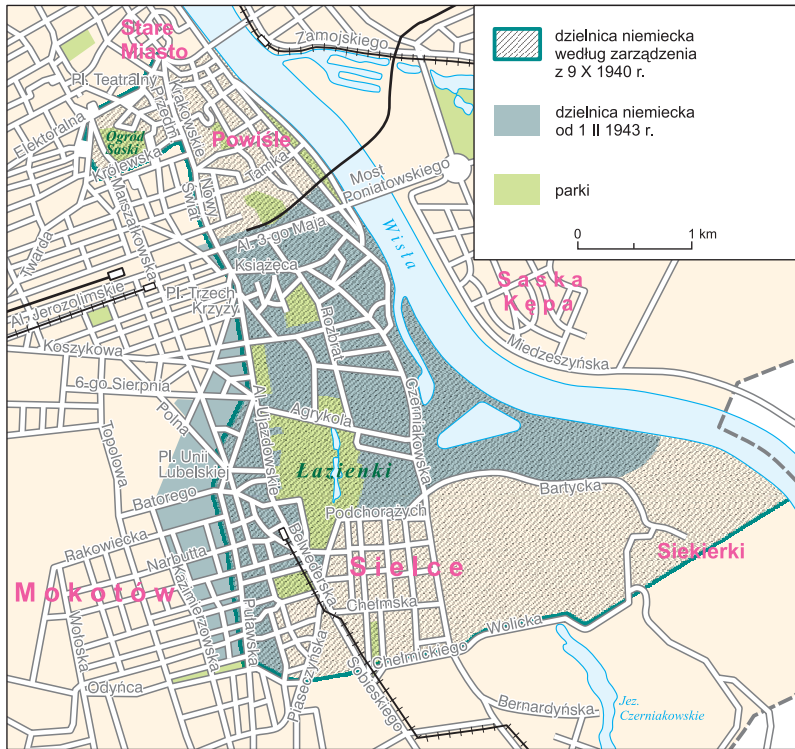 Stare
Miasto
Zamojskiego
Pl. Teatralny
Elektoralna
Ogród
Saski
Królewska
Krakowskie
Przedm.
Powiśle
Tamka
Nowy
Świat
Marszałkowska
Twarda
Most
Poniatowskiego
Al. 3-go Maja
Książęca
Al. Jerozolimskie
Pl. Trzech
Krzyży
Wisła
Saska
Kępa
Miedzeszyńska
Koszykowa
6-go Sierpnia
Rozbrat
Polna
Topolowa
Al. Ujazdowskie
Agrykola
Czerniakowska
Pl. Unii
Lubelskiej
Łazienki
Batorego
Bartycka
Podchorążych
Rakowiecka
Narbutta
Belwederska
Siekierki
Sielce
Mokotów
Kazimierzowska
Puławska
Chełmska
Wołoska
Wolicka
Chełmickiego
Piaseczyńska
Sobieskiego
Odyńca
Bernardyńska
Jez.
Czerniakowskie
dzielnica niemiecka
według zarządzenia
z 9 X 1940 r.
dzielnica niemiecka
od 1 II 1943 r.
parki
0 1 km